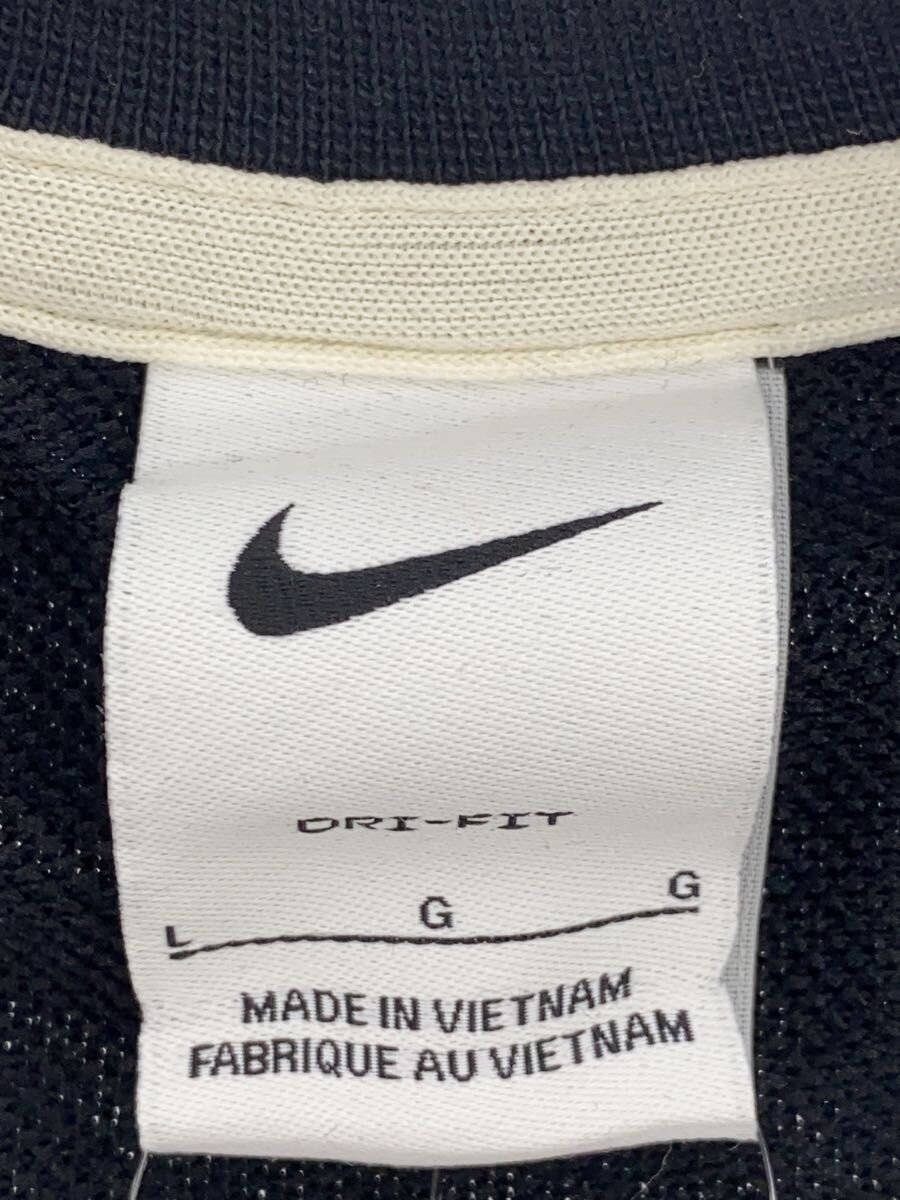 DRI-FIT
L G G
MADE IN VIETNAM
FABRIQUE AU VIETNAM